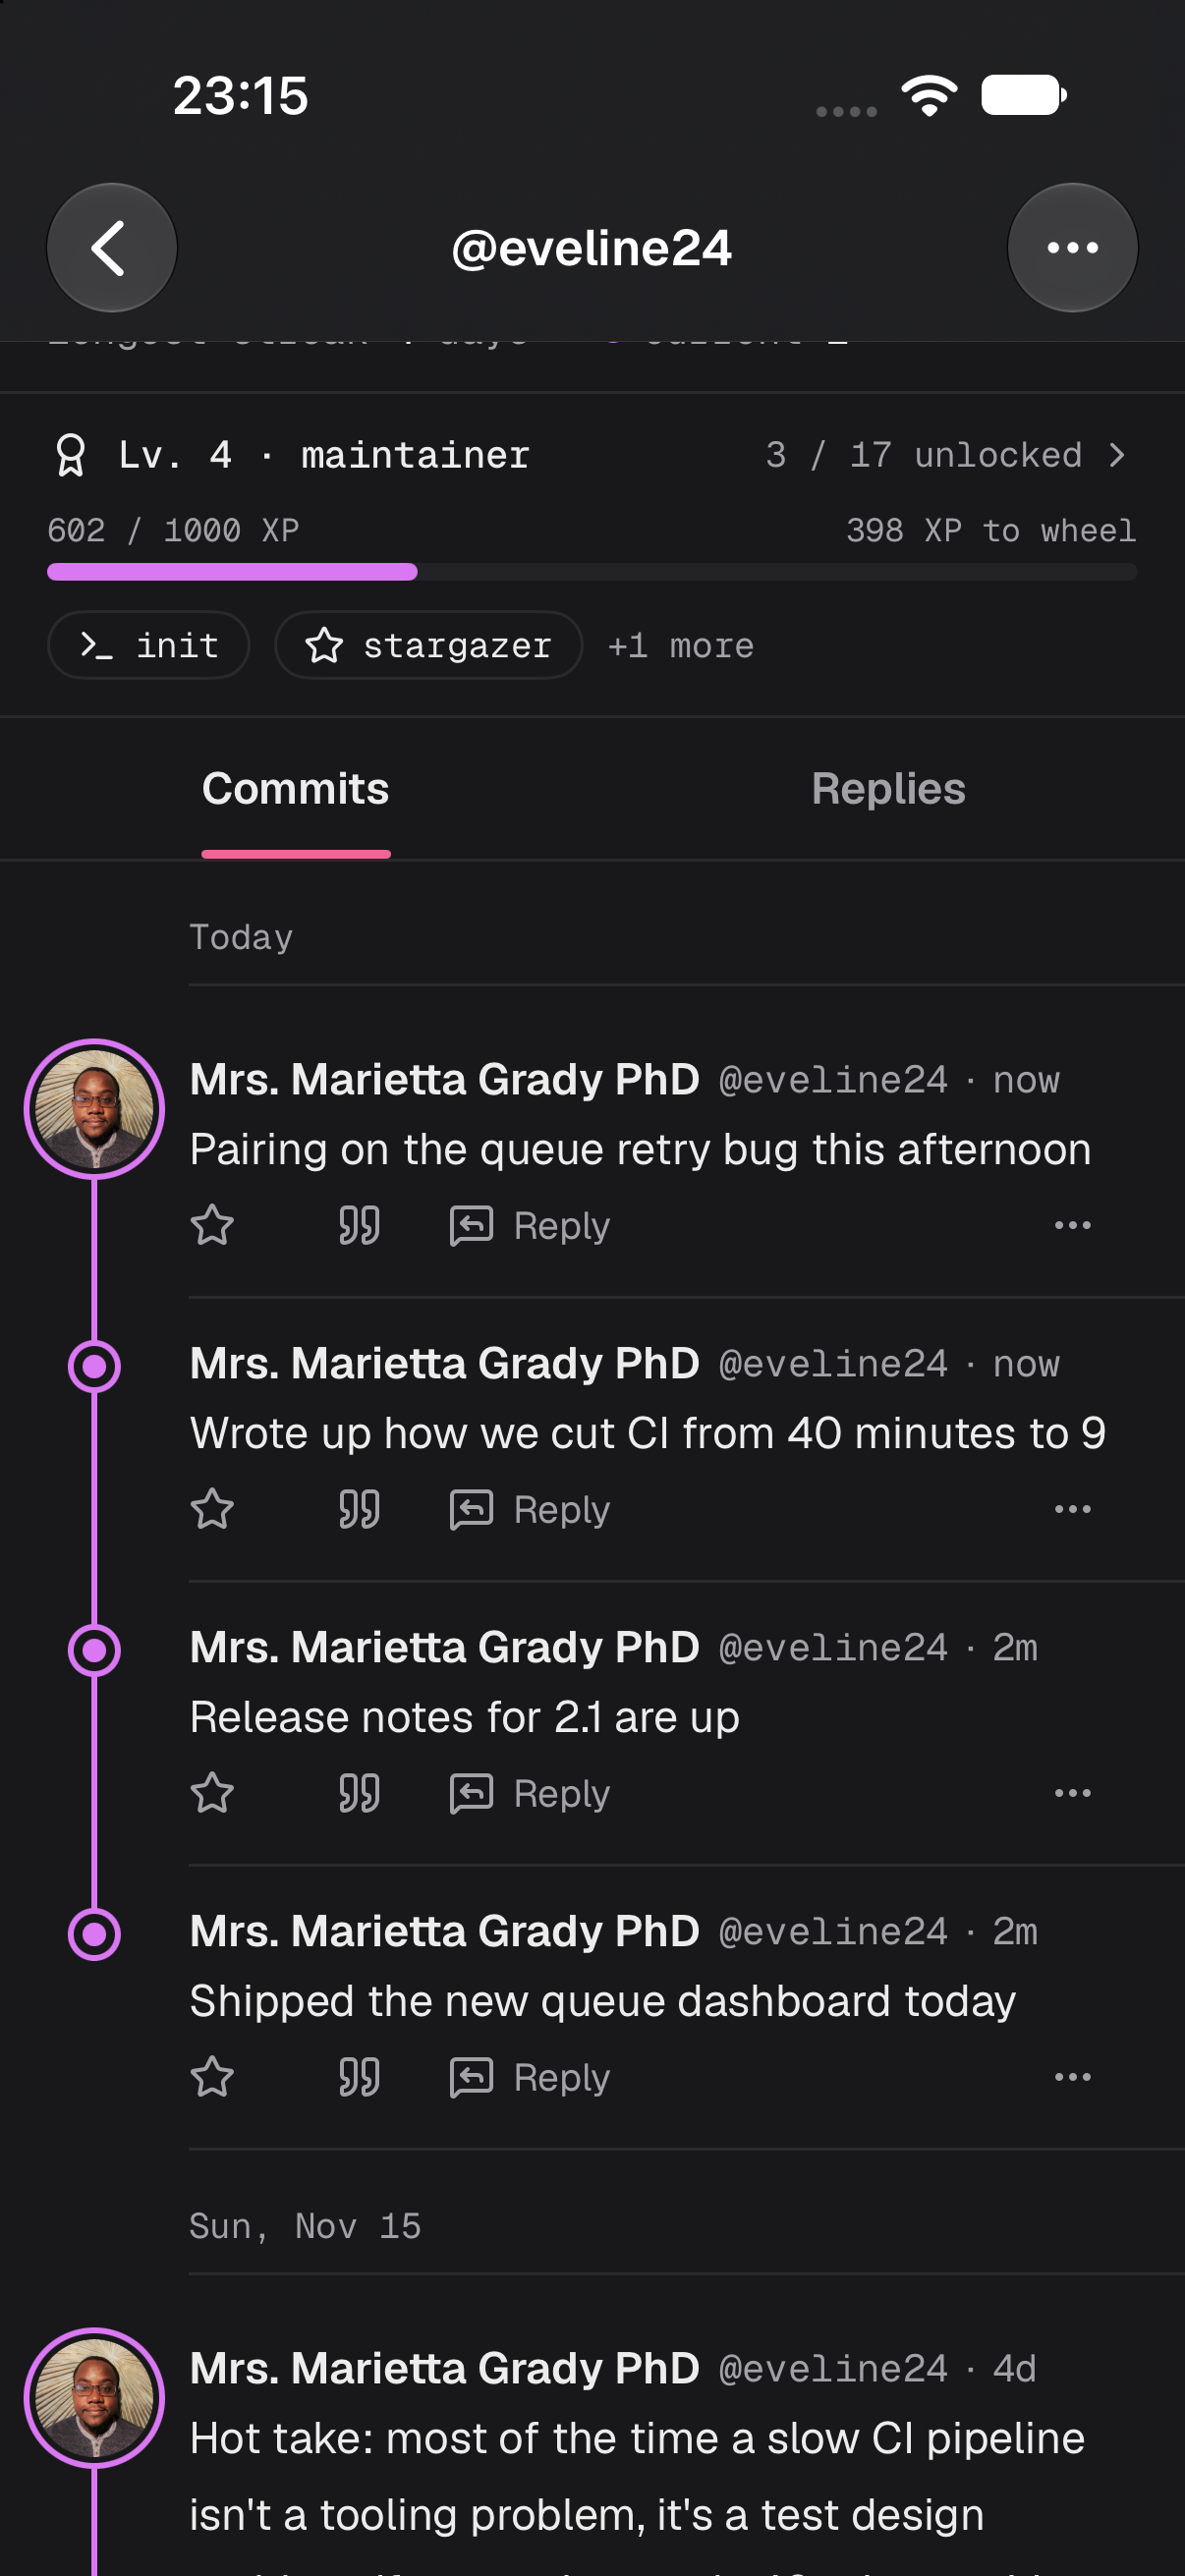 23:15
@eveline24
Lv. 4 · maintainer
3 / 17 unlocked
602 / 1000 XP
398 XP to wheel
init
stargazer
+1 more
Commits
Replies
Today
Mrs. Marietta Grady PhD @eveline24 · now
Pairing on the queue retry bug this afternoon
Reply
Mrs. Marietta Grady PhD @eveline24 · now
Wrote up how we cut CI from 40 minutes to 9
Reply
Mrs. Marietta Grady PhD @eveline24 · 2m
Release notes for 2.1 are up
Reply
Mrs. Marietta Grady PhD @eveline24 · 2m
Shipped the new queue dashboard today
Reply
Sun, Nov 15
Mrs. Marietta Grady PhD @eveline24 · 4d
Hot take: most of the time a slow CI pipeline
isn't a tooling problem, it's a test design